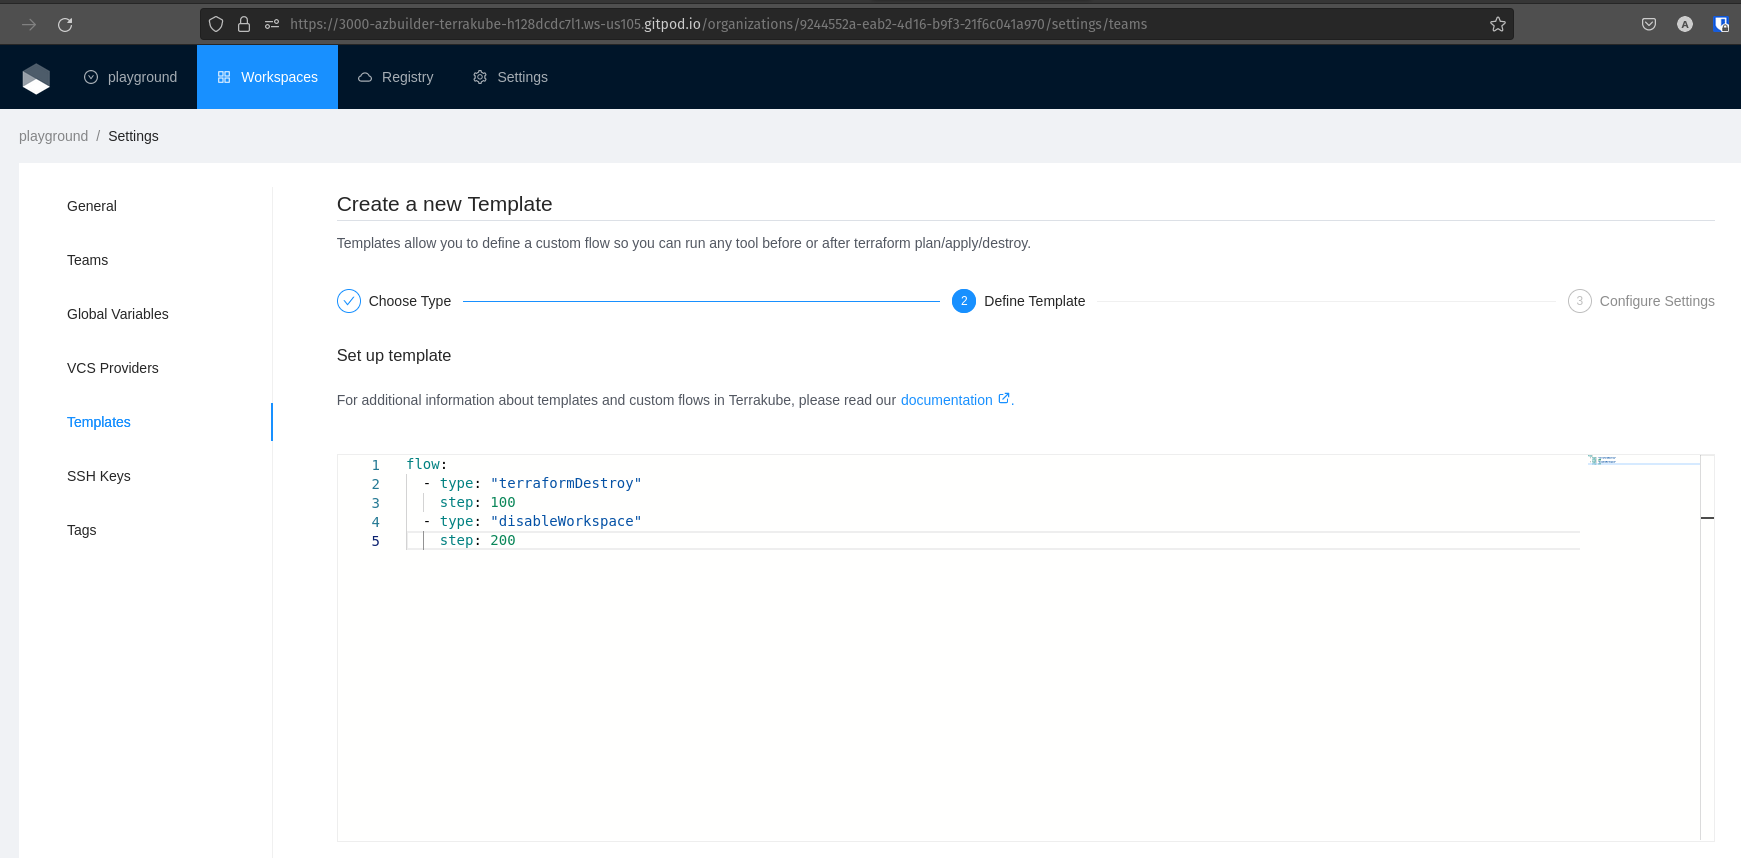 https://3000-azbuilder-terrakube-h128dcdc7l1.ws-us105.gitpod.io/organizations/9244552a-eab2-4d16-b9f3-21f6c041a970/settings/teams
A
playground Workspaces Registry Settings
playground / Settings
General
Teams
Global Variables
VCS Providers
Templates
SSH Keys
Tags
Create a new Template
Templates allow you to define a custom flow so you can run any tool before or after terraform plan/apply/destroy.
Choose Type 2 Define Template 3 Configure Settings
Set up template
For additional information about templates and custom flows in Terrakube, please read our documentation.
1 flow:
2 - type: "terraformDestroy"
3 step: 100
4 - type: "disableWorkspace"
5 step: 200